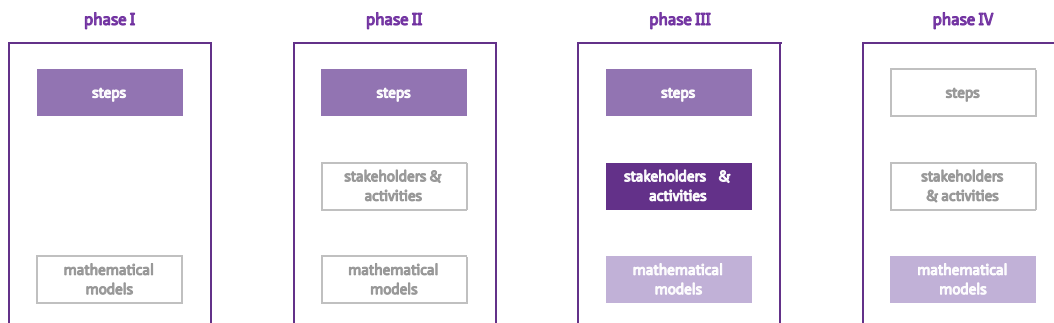 phase I
steps
mathematical
models
phase II
steps
stakeholders &
activities
mathematical
models
phase III
steps
stakeholders &
activities
mathematical
models
phase IV
steps
stakeholders
& activities
mathematical
models